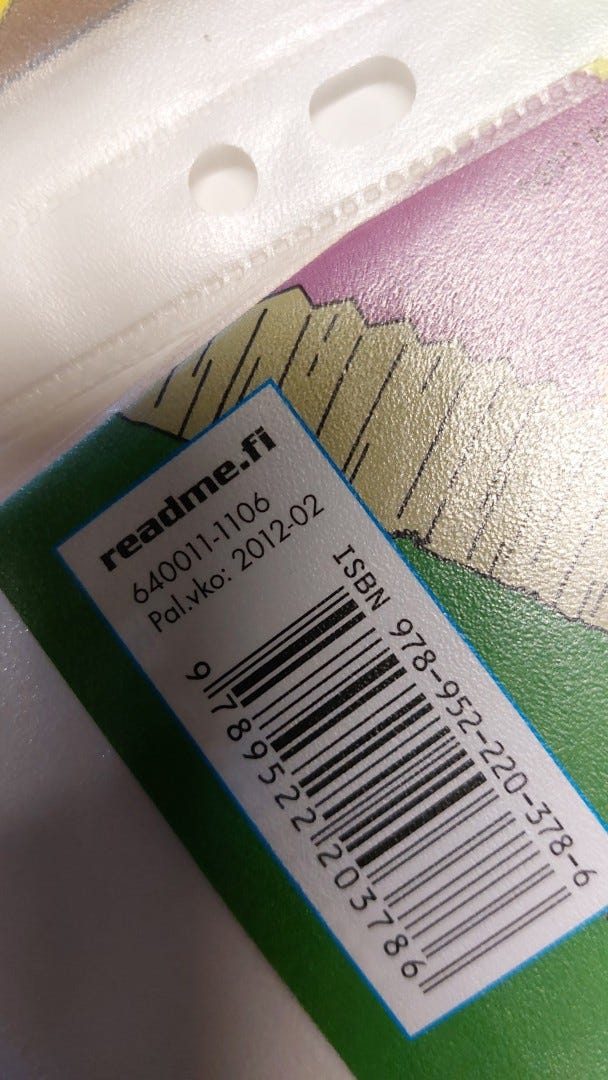 readme.fi
640011-1106
Pal.vko: 2012-02
ISBN 978-952-220-378-6
9 789522 203786